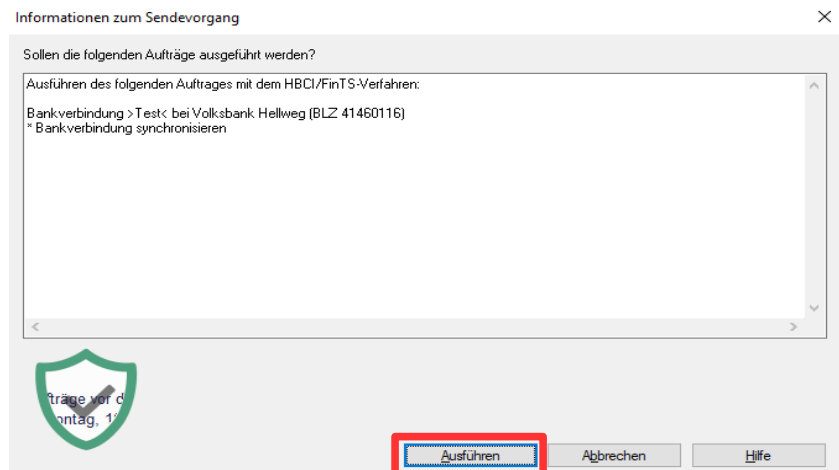 Informationen zum Sendevorgang
Sollen die folgenden Aufträge ausgeführt werden?
Ausführen des folgenden Auftrages mit dem HBCI/FinTS-Verfahren:
Bankverbindung >Test< bei Volksbank Hellweg (BLZ 41460116)
* Bankverbindung synchronisieren
vor
Ausführen Abbrechen Hilfe